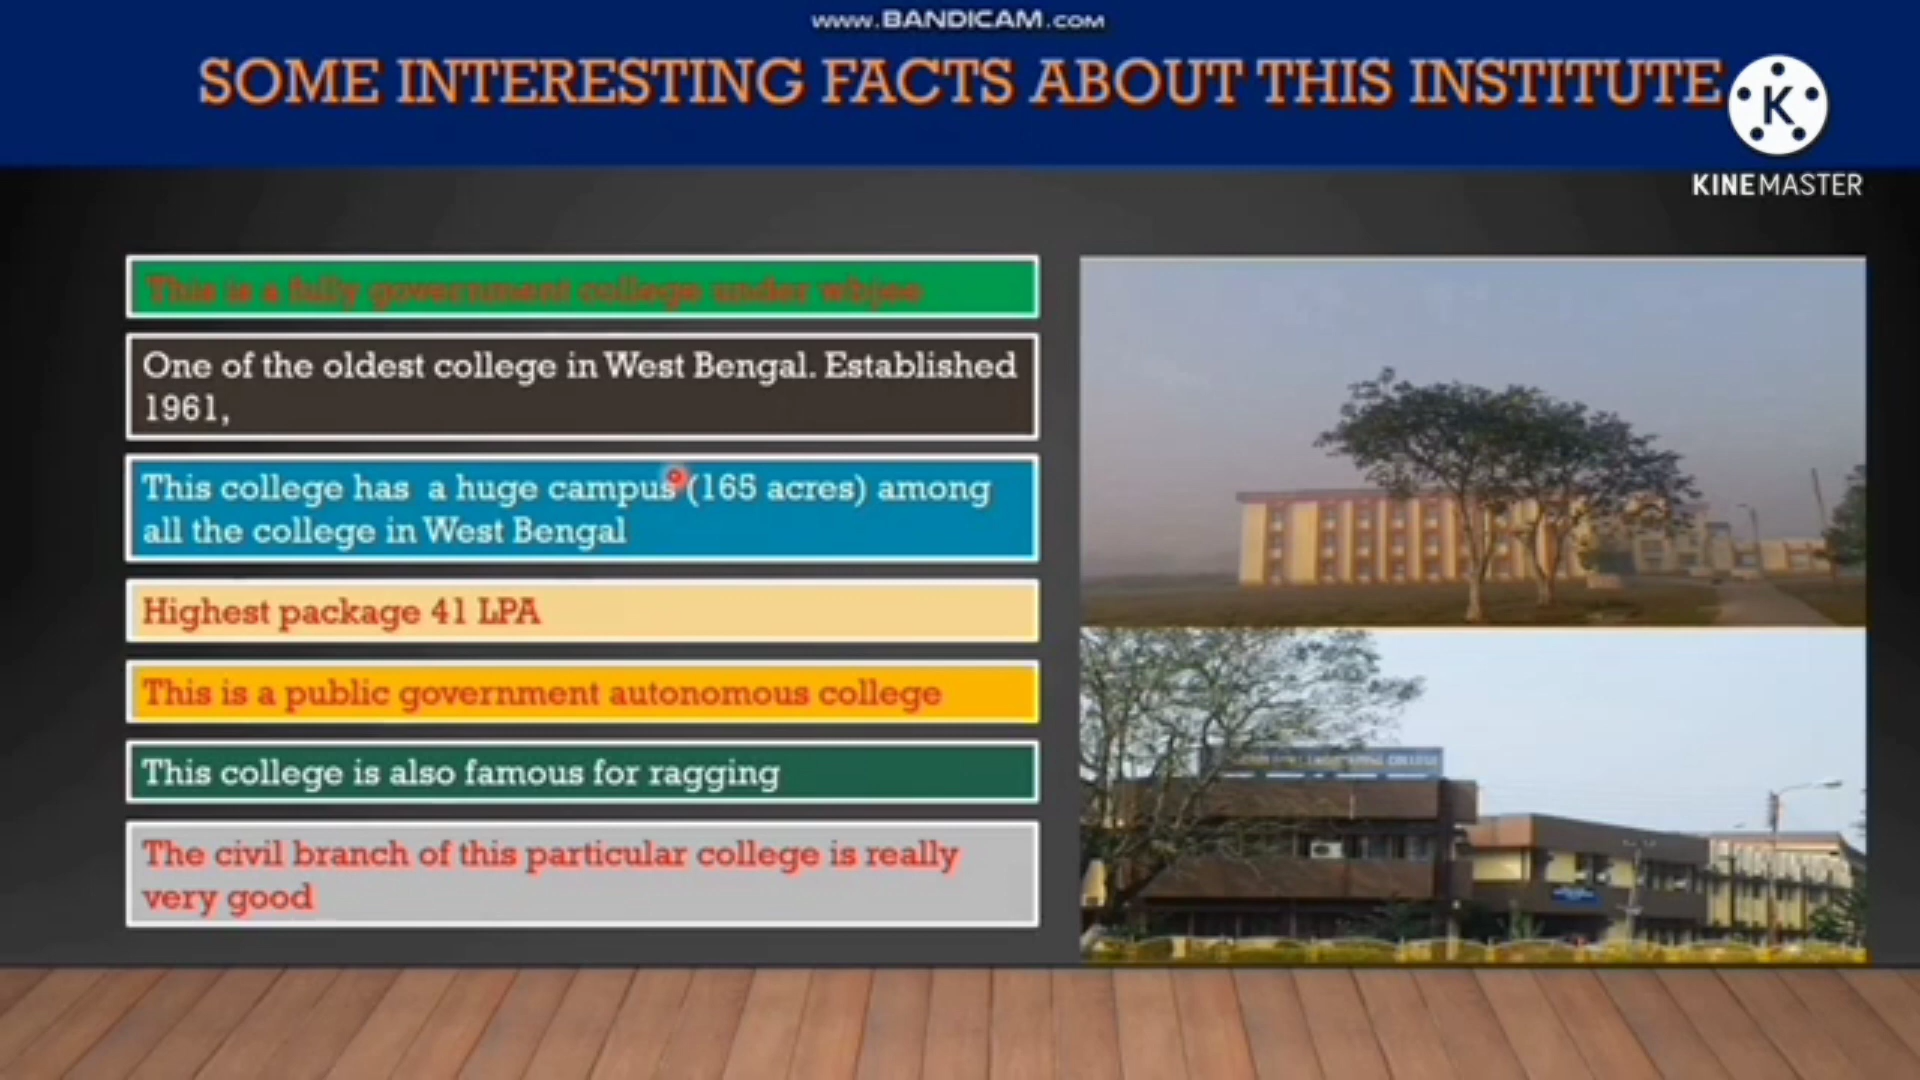 www.BANDICAM.COM
SOME INTERESTING FACTS ABOUT THIS INSTITUTE
K
KINEMASTER
This is a fully government college under wbjee
One of the oldest college in West Bengal. Established
1961,
This college has a huge campus (165 acres) among
all the college in West Bengal
Highest package 41 LPA
This is a public government autonomous college
This college is also famous for ragging
The civil branch of this particular college is really
very good
ENGINEERING COLLEGE